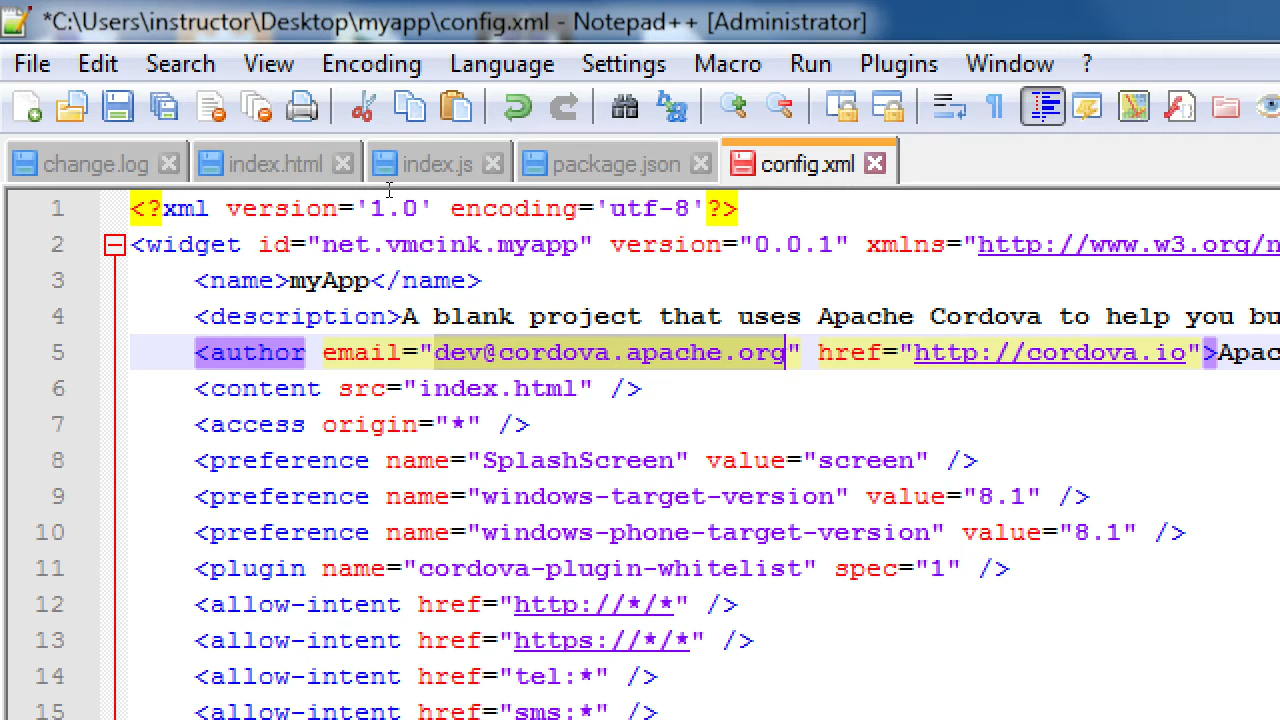 *C:\Users\instructor\Desktop\myapp\config.xml - Notepad++ [Administrator]
File Edit Search View Encoding Language Settings Macro Run Plugins Window ?
change.log index.html index.js package.json config.xml
1 <?xml version='1.0' encoding='utf-8'?>
2 <widget id="net.vmcink.myapp" version="0.0.1" xmlns="http://www.w3.org/n
3 <name>myApp</name>
4 <description>A blank project that uses Apache Cordova to help you bu
5 <author email="dev@cordova.apache.org" href="http://cordova.io">Apac
6 <content src="index.html" />
7 <access origin="*" />
8 <preference name="SplashScreen" value="screen" />
9 <preference name="windows-target-version" value="8.1" />
10 <preference name="windows-phone-target-version" value="8.1" />
11 <plugin name="cordova-plugin-whitelist" spec="1" />
12 <allow-intent href="http://*/*" />
13 <allow-intent href="https://*/*" />
14 <allow-intent href="tel:*" />
15 <allow-intent href="sms:*" />